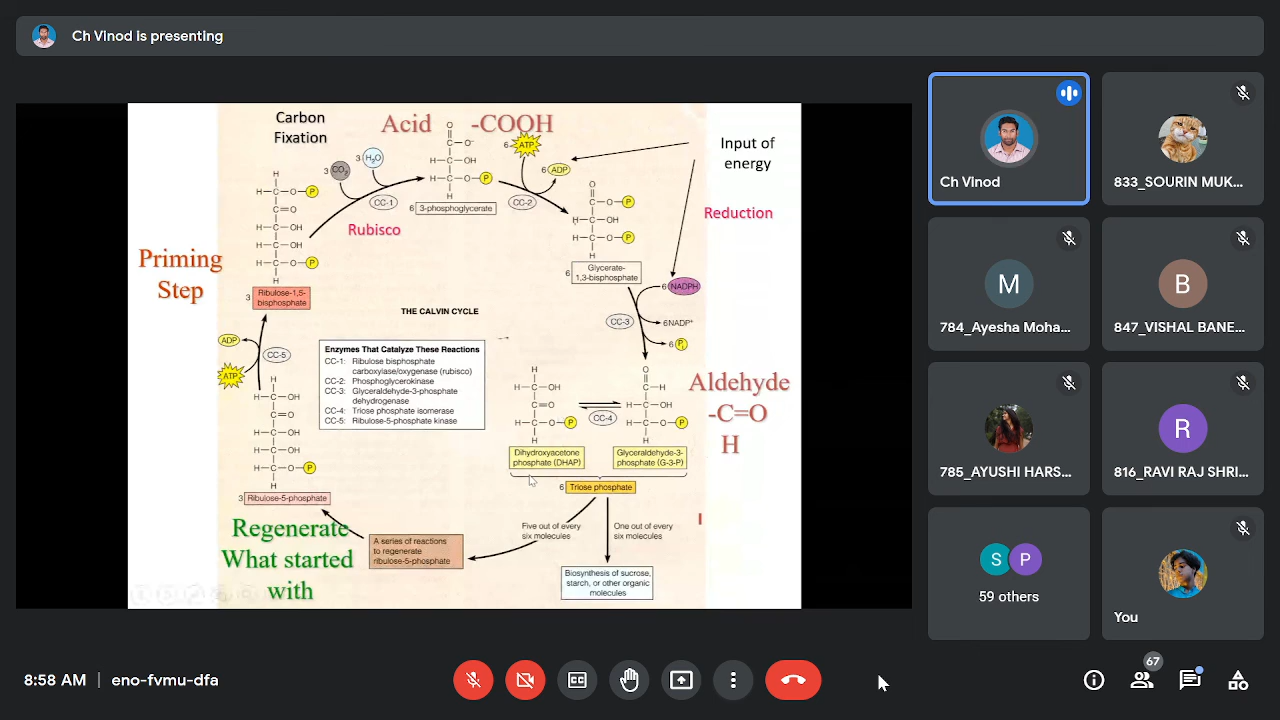 Ch Vinod is presenting
Carbon
Fixation
Acid -COOH
Input of
energy
Reduction
Rubisco
Priming
Step
3 CO2
3 H2O
CC-1
6 3-phosphoglycerate
6 ATP
6 ADP
CC-2
6 Glycerate-
1,3-bisphosphate
6 NADPH
CC-3
6NADP+
6 Pi
3 Ribulose-1,5-
bisphosphate
THE CALVIN CYCLE
ADP
CC-5
ATP
Enzymes That Catalyze These Reactions
CC-1: Ribulose bisphosphate
carboxylase/oxygenase (rubisco)
CC-2: Phosphoglycerokinase
CC-3: Glyceraldehyde-3-phosphate
dehydrogenase
CC-4: Triose phosphate isomerase
CC-5: Ribulose-5-phosphate kinase
Aldehyde
-C=O
H
CC-4
Dihydroxyacetone
phosphate (DHAP)
Glyceraldehyde-3-
phosphate (G-3-P)
6 Triose phosphate
3 Ribulose-5-phosphate
Regenerate
What started
with
A series of reactions
to regenerate
ribulose-5-phosphate
Five out of every
six molecules
One out of every
six molecules
Biosynthesis of sucrose,
starch, or other organic
molecules
Ch Vinod
833_SOURIN MUK...
M
784_Ayesha Moha...
B
847_VISHAL BANE...
785_AYUSHI HARS...
R
816_RAVI RAJ SHRI...
S P
59 others
You
8:58 AM | eno-fvmu-dfa
67